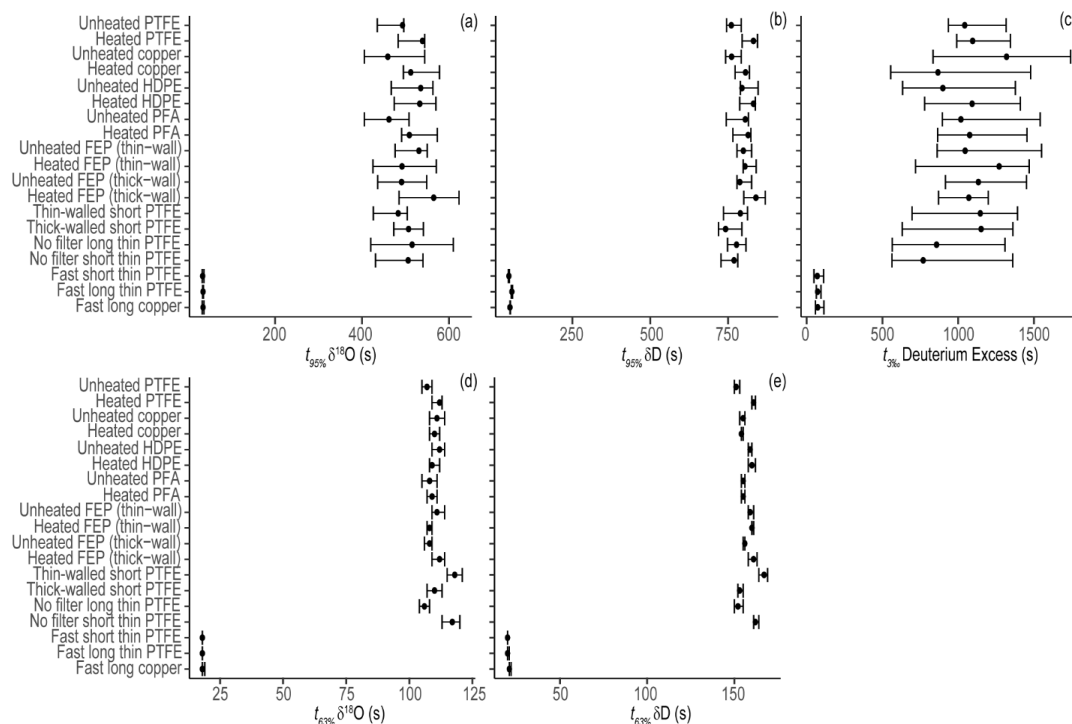 (a)
(b)
(c)
Unheated PTFE
Heated PTFE
Unheated copper
Heated copper
Unheated HDPE
Heated HDPE
Unheated PFA
Heated PFA
Unheated FEP (thin−wall)
Heated FEP (thin−wall)
Unheated FEP (thick−wall)
Heated FEP (thick−wall)
Thin−walled short PTFE
Thick−walled short PTFE
No filter long thin PTFE
No filter short thin PTFE
Fast short thin PTFE
Fast long thin PTFE
Fast long copper
200 400 600
250 500 750
500 1000 1500
t95% δ¹⁸O (s)
t95% δD (s)
t3‰ Deuterium Excess (s)
(d)
(e)
Unheated PTFE
Heated PTFE
Unheated copper
Heated copper
Unheated HDPE
Heated HDPE
Unheated PFA
Heated PFA
Unheated FEP (thin−wall)
Heated FEP (thin−wall)
Unheated FEP (thick−wall)
Heated FEP (thick−wall)
Thin−walled short PTFE
Thick−walled short PTFE
No filter long thin PTFE
No filter short thin PTFE
Fast short thin PTFE
Fast long thin PTFE
Fast long copper
25 50 75 100 125
50 100 150
t63% δ¹⁸O (s)
t63% δD (s)